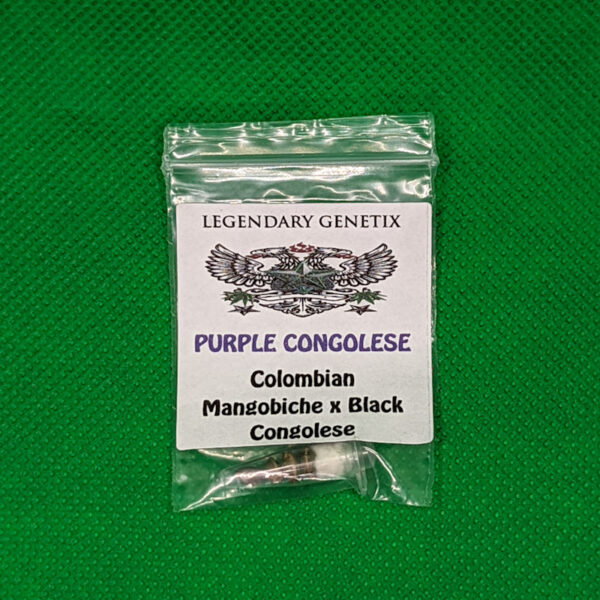 LEGENDARY GENETIX
PURPLE CONGOLESE
Colombian
Mangobiche x Black
Congolese